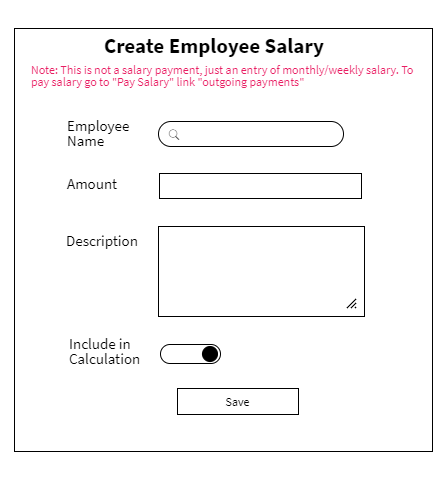 Create Employee Salary
Note: This is not a salary payment, just an entry of monthly/weekly salary. To
pay salary go to "Pay Salary" link "outgoing payments"
Employee
Name
Amount
Description
Include in
Calculation
Save